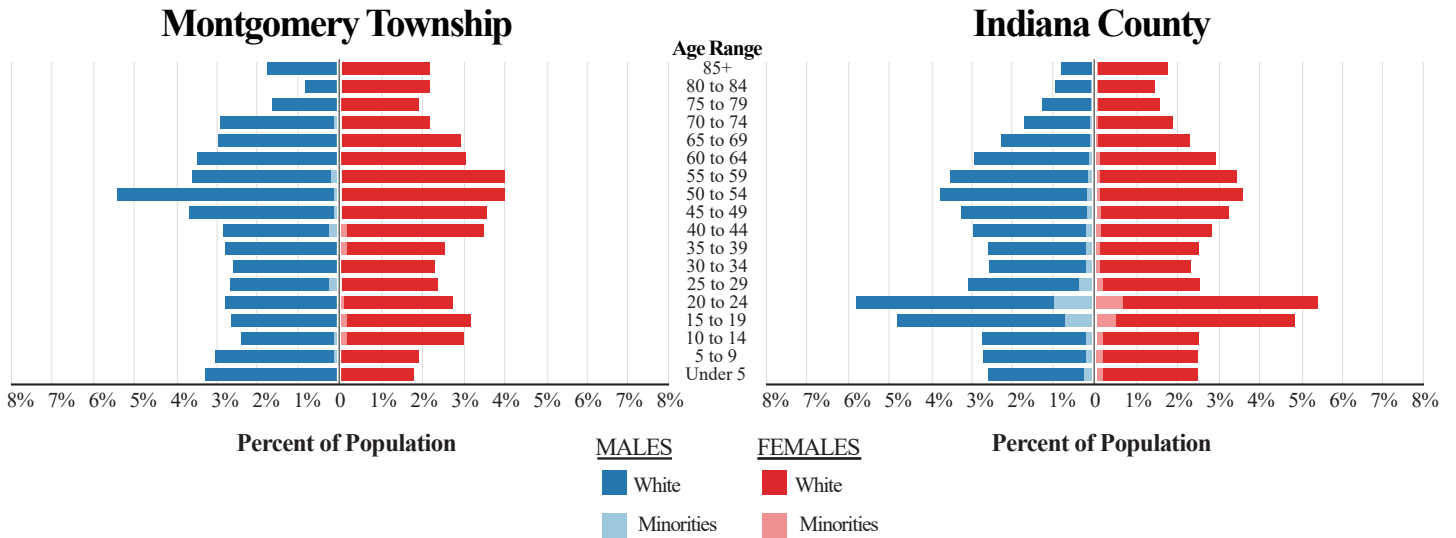 Montgomery Township
Indiana County
Age Range
85+
80 to 84
75 to 79
70 to 74
65 to 69
60 to 64
55 to 59
50 to 54
45 to 49
40 to 44
35 to 39
30 to 34
25 to 29
20 to 24
15 to 19
10 to 14
5 to 9
Under 5
8% 7% 6% 5% 4% 3% 2% 1% 0 1% 2% 3% 4% 5% 6% 7% 8%
8% 7% 6% 5% 4% 3% 2% 1% 0 1% 2% 3% 4% 5% 6% 7% 8%
Percent of Population
Percent of Population
MALES
White
Minorities
FEMALES
White
Minorities